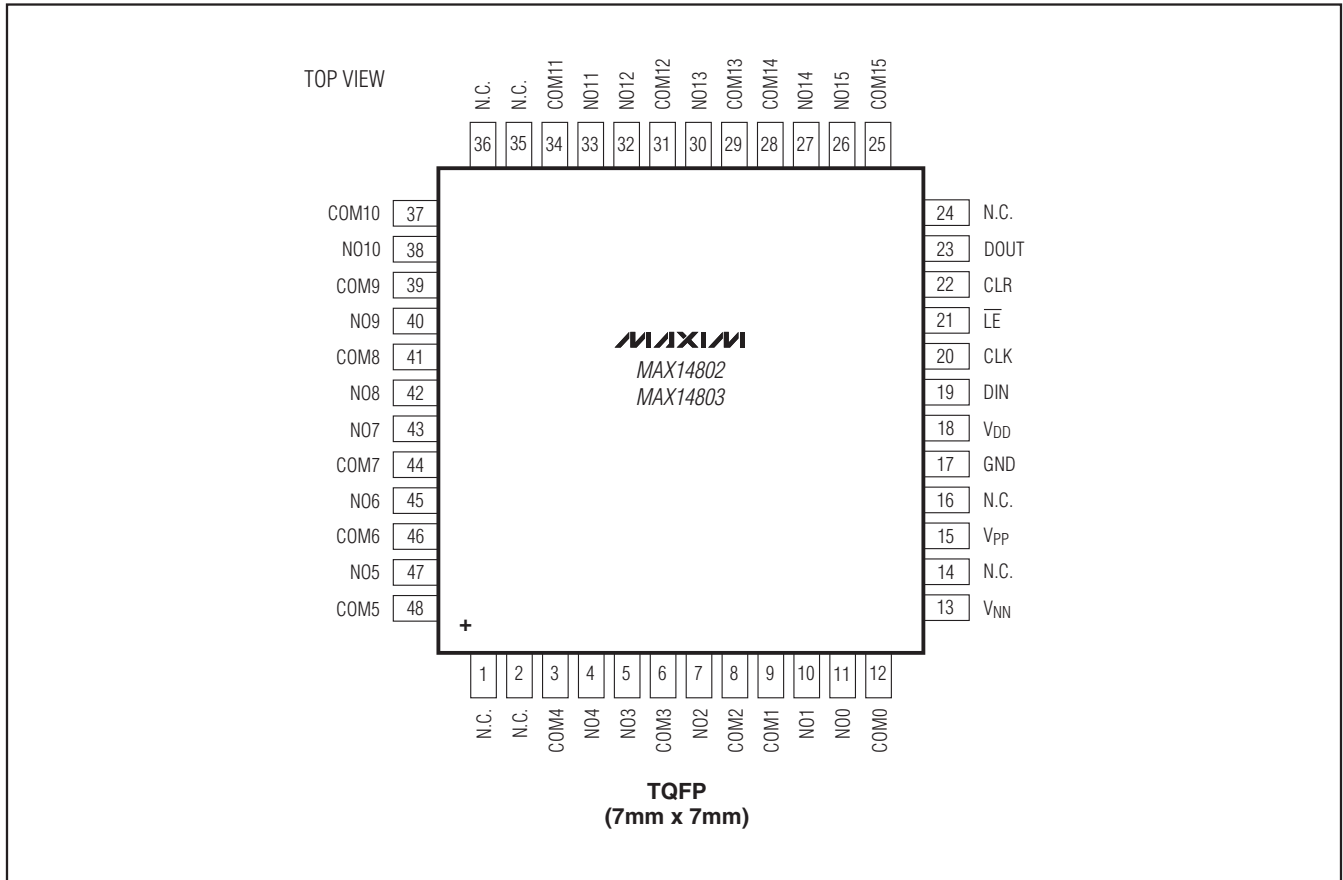 TOP VIEW
N.C. N.C. COM11 NO11 NO12 COM12 NO13 COM13 COM14 NO14 NO15 COM15
36 35 34 33 32 31 30 29 28 27 26 25
COM10 37
NO10 38
COM9 39
NO9 40
COM8 41
NO8 42
NO7 43
COM7 44
NO6 45
COM6 46
NO5 47
COM5 48
24 N.C.
23 DOUT
22 CLR
21 L̅E̅
20 CLK
19 DIN
18 VDD
17 GND
16 N.C.
15 VPP
14 N.C.
13 VNN
MAXIM
MAX14802
MAX14803
+
1 2 3 4 5 6 7 8 9 10 11 12
N.C. N.C. COM4 NO4 NO3 COM3 NO2 COM2 COM1 NO1 NO0 COM0
TQFP
(7mm x 7mm)